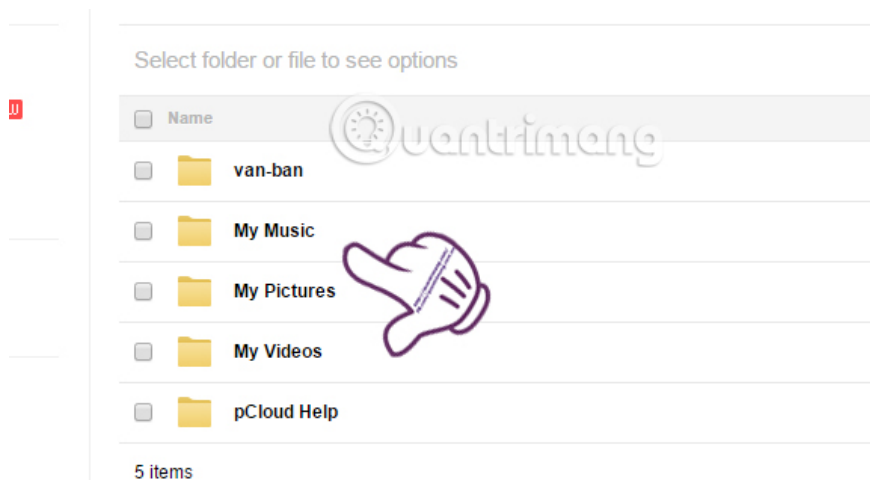 Select folder or file to see options
Name
Quantrimang
van-ban
My Music
My Pictures
My Videos
pCloud Help
5 items